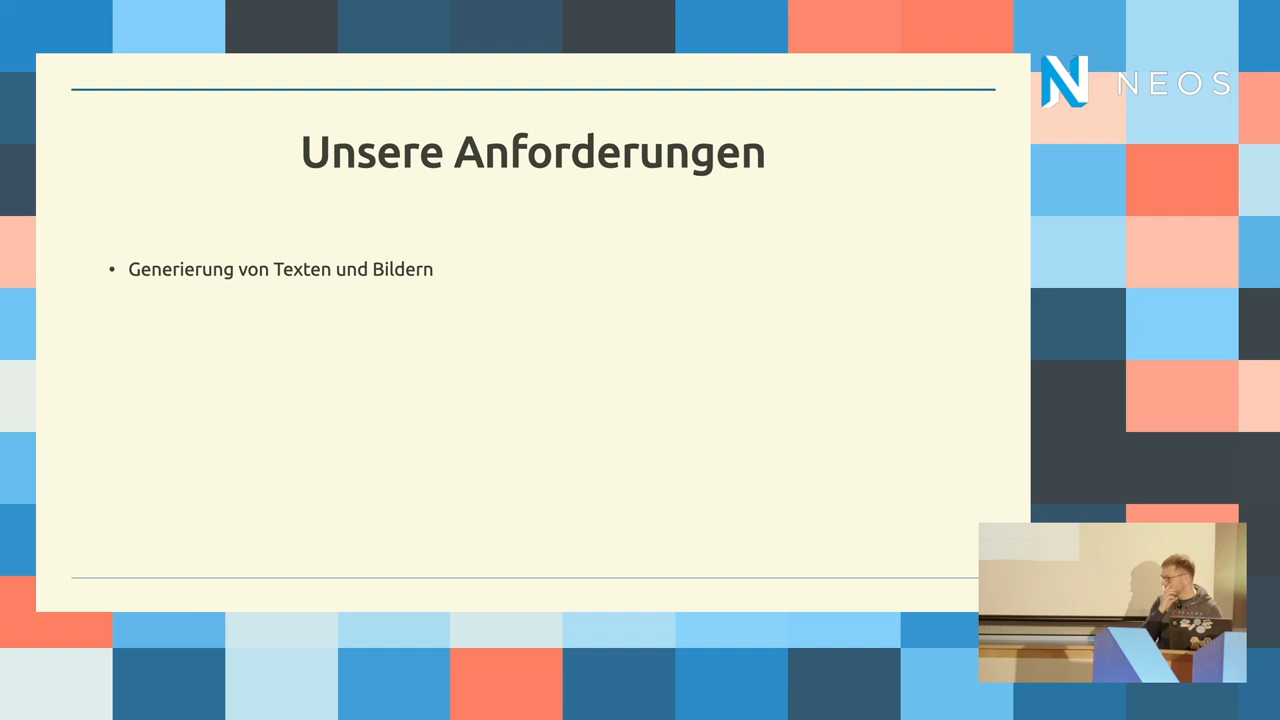 NEOS
Unsere Anforderungen
• Generierung von Texten und Bildern